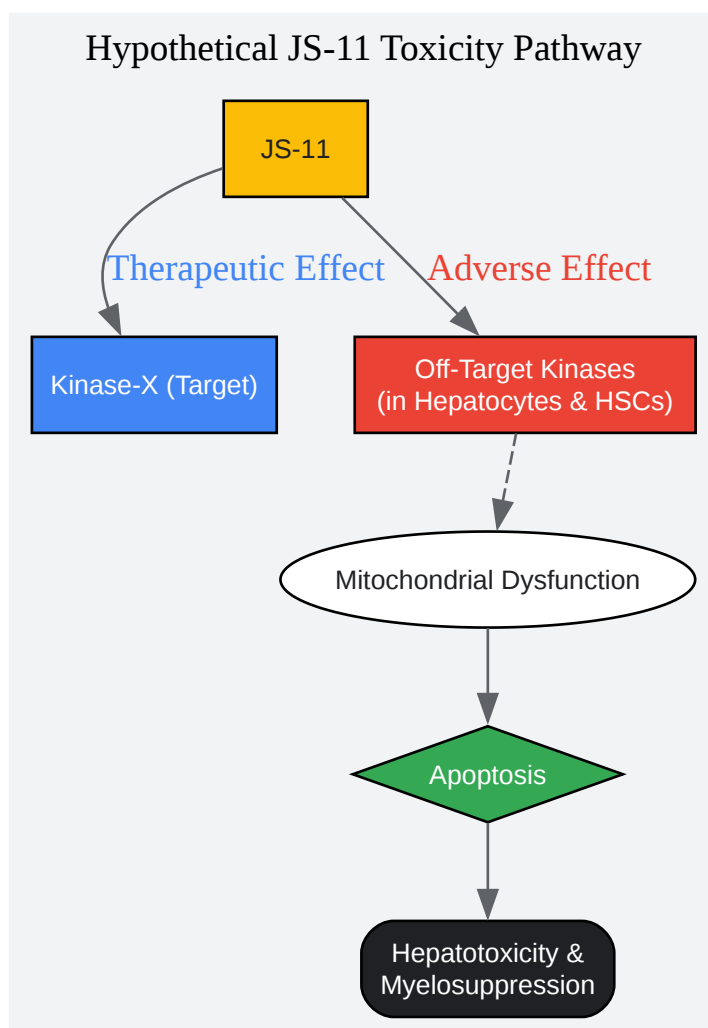 Hypothetical JS-11 Toxicity Pathway
JS-11
Therapeutic Effect
Adverse Effect
Kinase-X (Target)
Off-Target Kinases
(in Hepatocytes & HSCs)
Mitochondrial Dysfunction
Apoptosis
Hepatotoxicity &
Myelosuppression